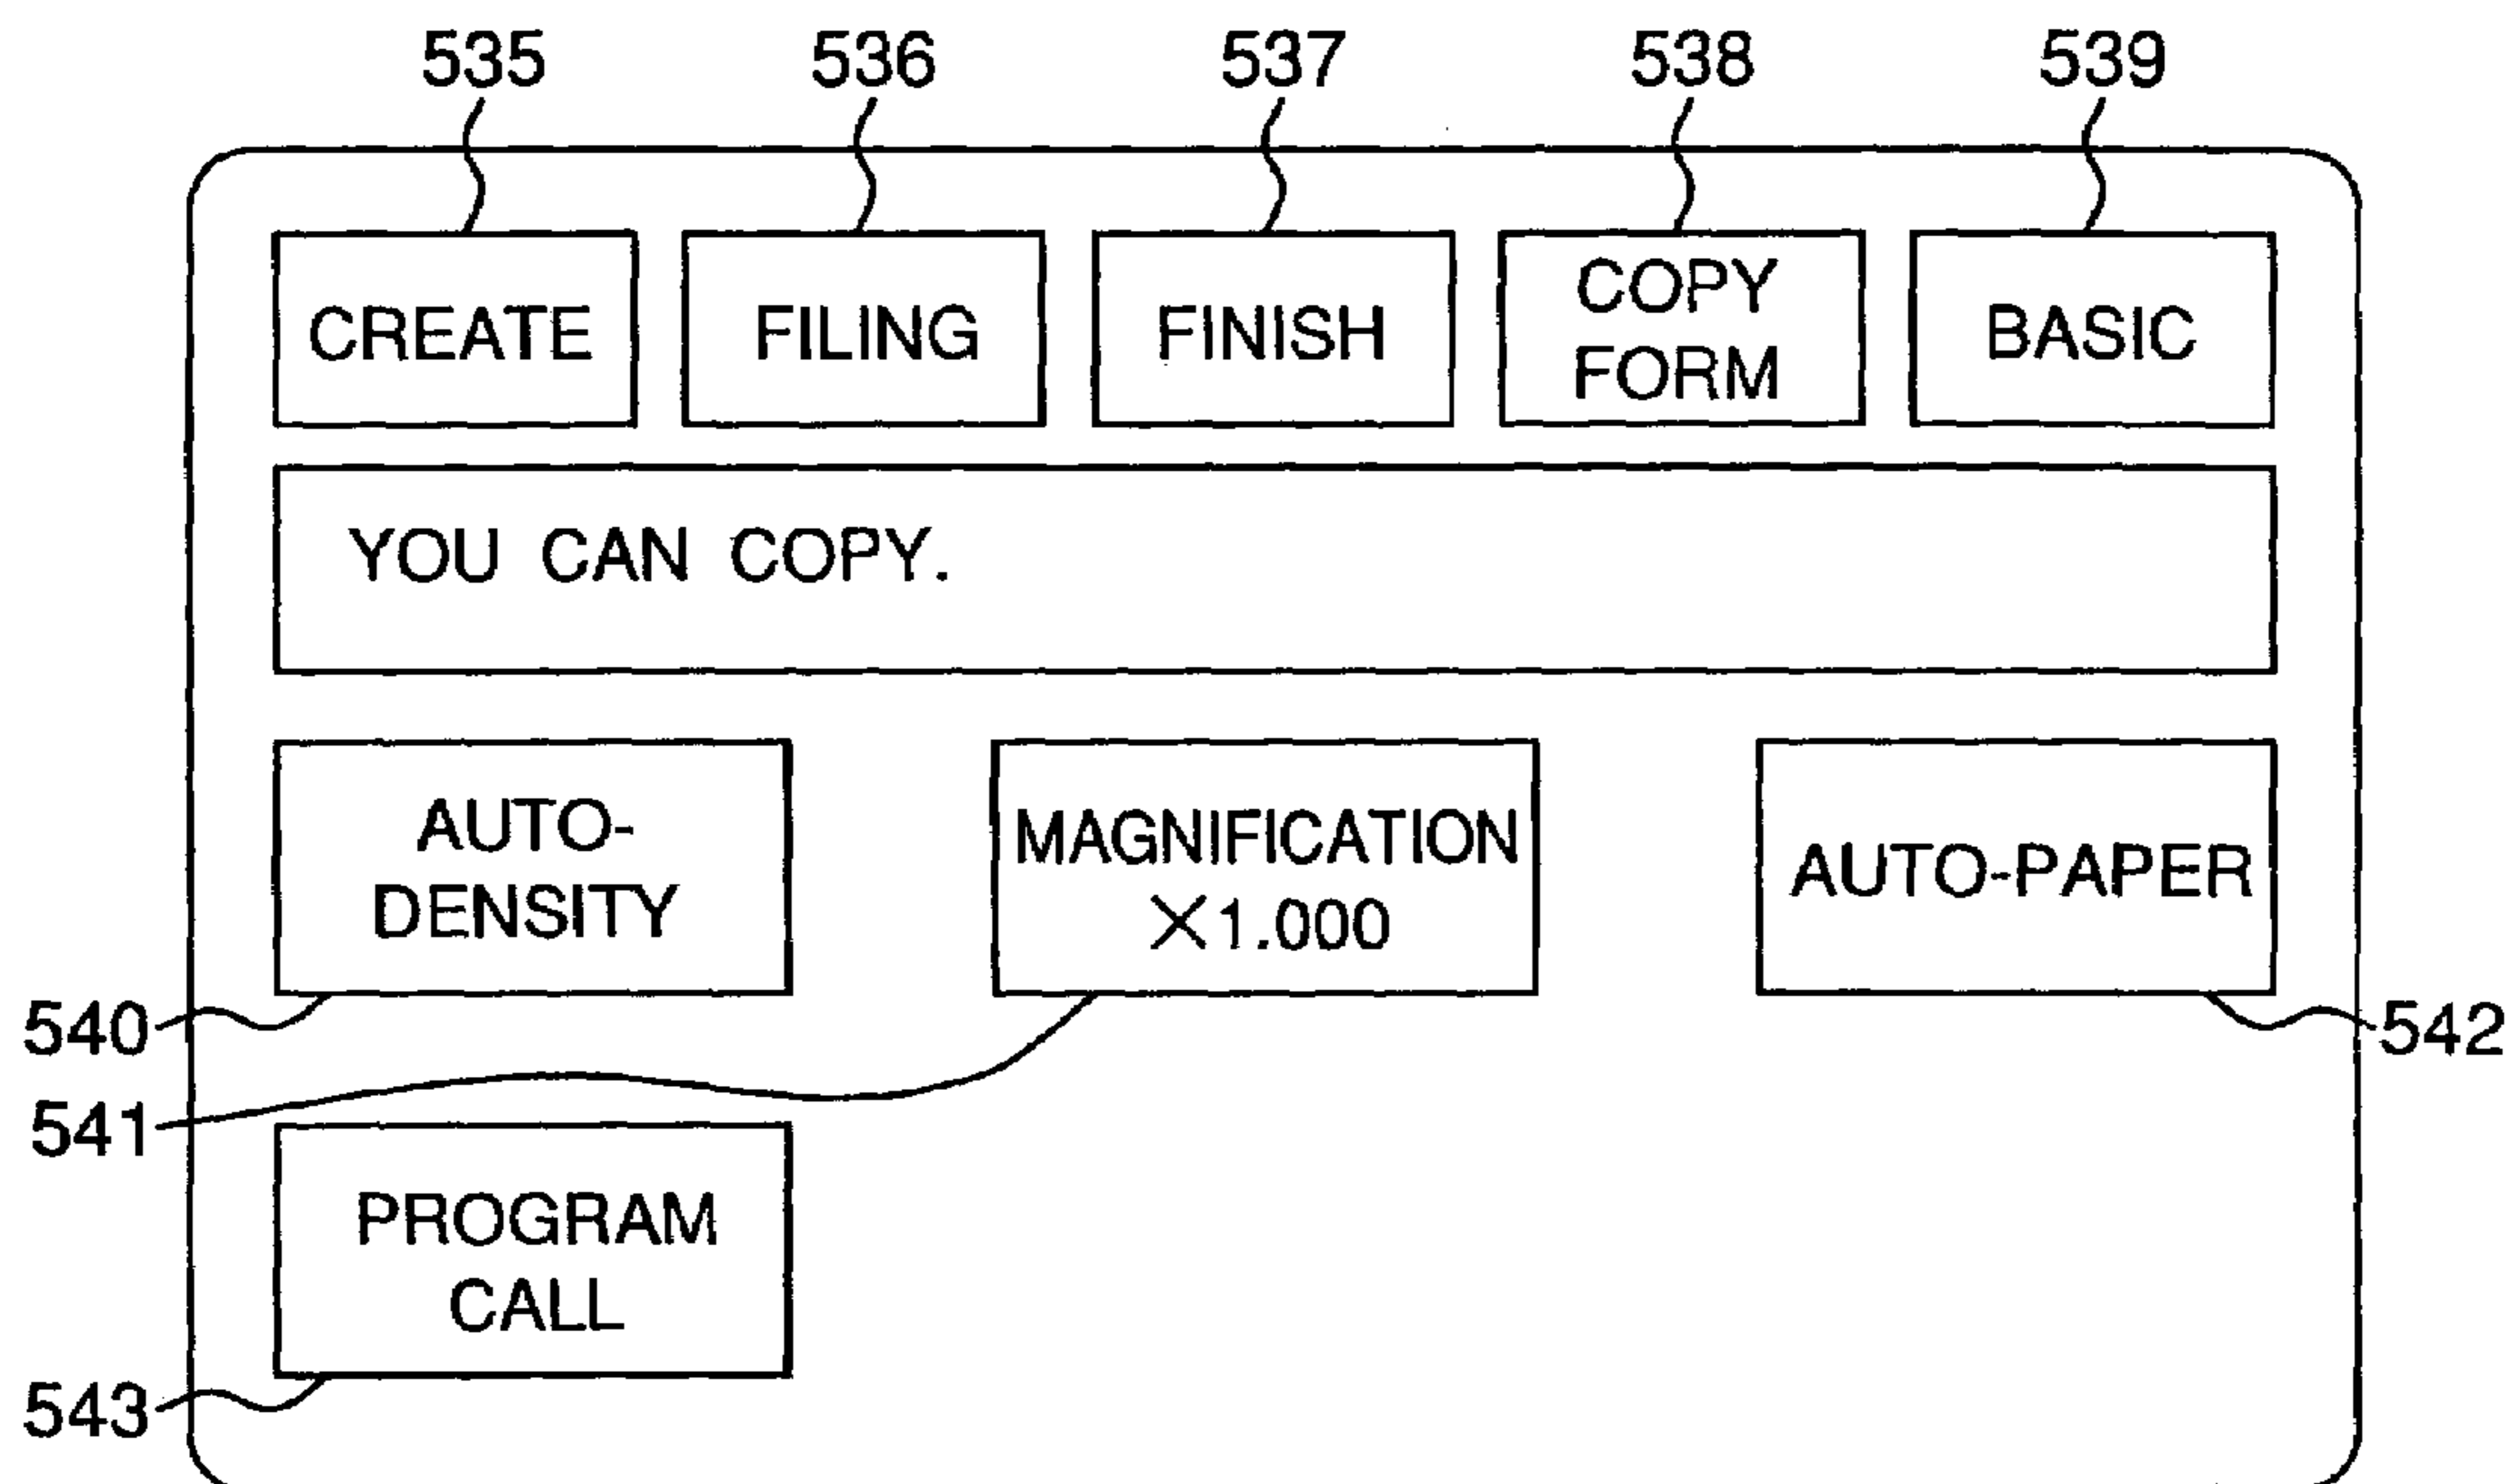 535 536 537 538 539
CREATE FILING FINISH COPY FORM BASIC
YOU CAN COPY.
AUTO-
DENSITY
MAGNIFICATION
×1.000
AUTO-PAPER
540
542
541
PROGRAM
CALL
543